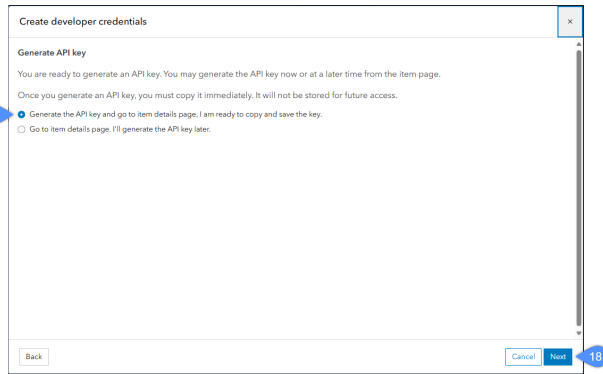 Create developer credentials
×
Generate API key
You are ready to generate an API key. You may generate the API key now or at a later time from the item page.
Once you generate an API key, you must copy it immediately. It will not be stored for future access.
Generate the API key and go to item details page. I am ready to copy and save the key.
Go to item details page. I'll generate the API key later.
Back
Cancel
Next
18